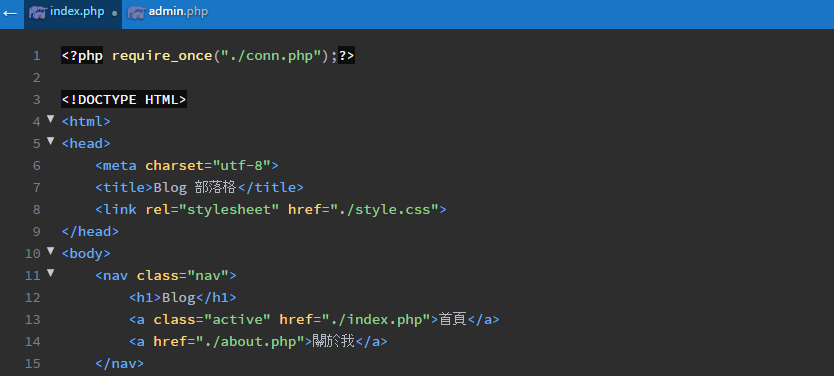 ← index.php ● admin.php
1 <?php require_once("./conn.php");?>
2
3 <!DOCTYPE HTML>
4 <html>
5 <head>
6 <meta charset="utf-8">
7 <title>Blog 部落格</title>
8 <link rel="stylesheet" href="./style.css">
9 </head>
10 <body>
11 <nav class="nav">
12 <h1>Blog</h1>
13 <a class="active" href="./index.php">首頁</a>
14 <a href="./about.php">關於我</a>
15 </nav>